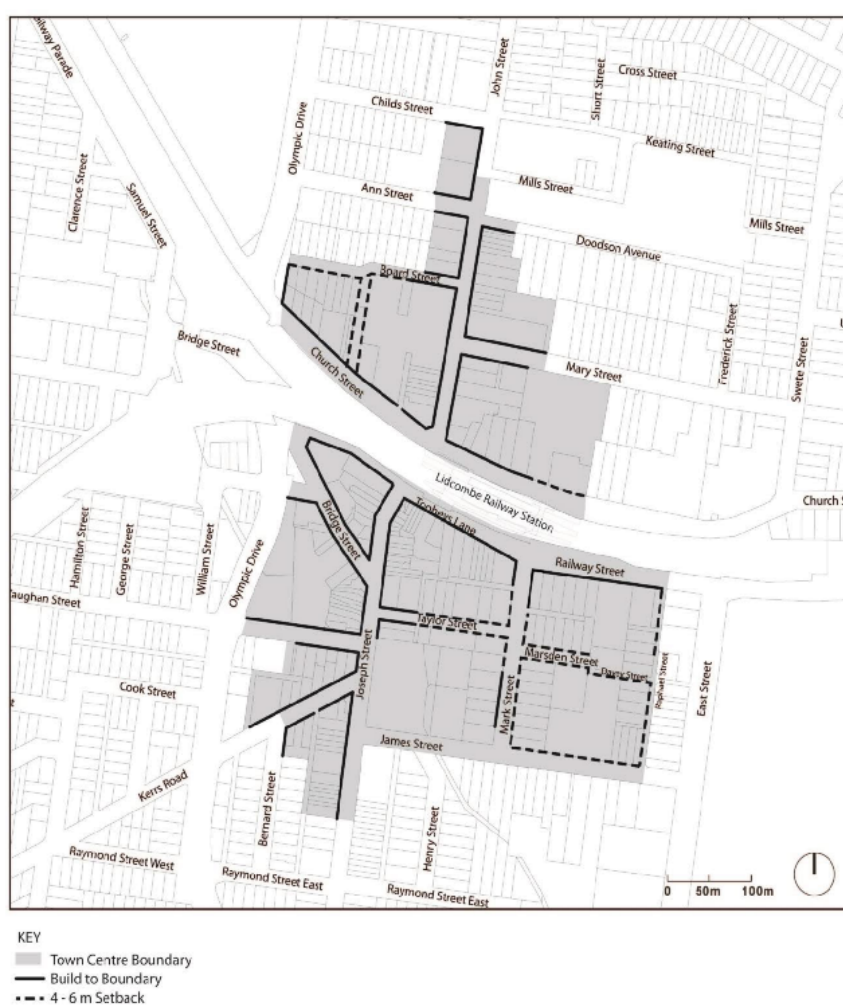 Railway Parade
Cross Street
John Street
Short Street
Childs Street
Olympic Drive
Keating Street
Clarence Street
Samuel Street
Mills Street
Ann Street
Mills Street
Doodson Avenue
Board Street
Bridge Street
Frederick Street
Swete Street
Church Street
Mary Street
Lidcombe Railway Station
Church S
Toobeys Lane
Bridge Street
Hamilton Street
George Street
William Street
Olympic Drive
Railway Street
aughan Street
Taylor Street
Marsden Street
Davey Street
Raphael Street
East Street
Joseph Street
Cook Street
Mark Street
James Street
Kerrs Road
Bernard Street
Henry Street
Raymond Street West
Raymond Street East
Raymond Street East
0 50m 100m
KEY
Town Centre Boundary
Build to Boundary
4 - 6 m Setback